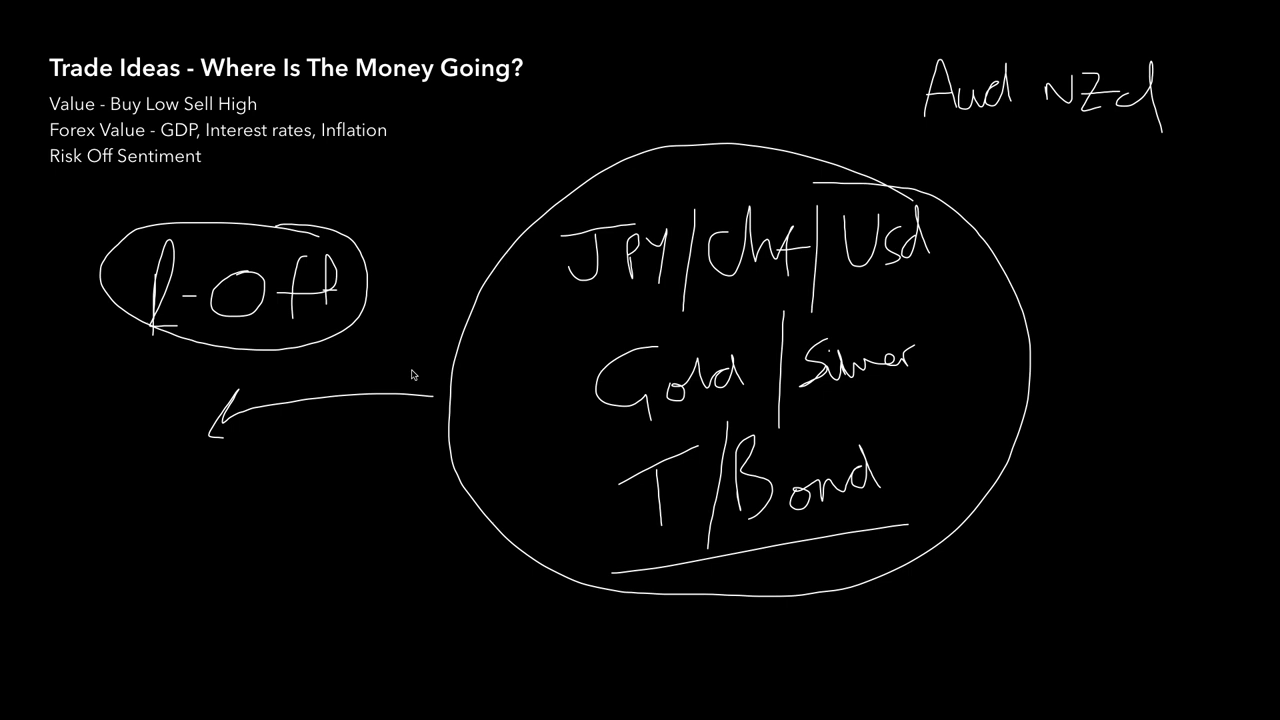 Trade Ideas - Where Is The Money Going?
Value - Buy Low Sell High
Forex Value - GDP, Interest rates, Inflation
Risk Off Sentiment
Aud NZd
R-Off
JPY/Chf/Usd
Gold/Silver
T/Bond